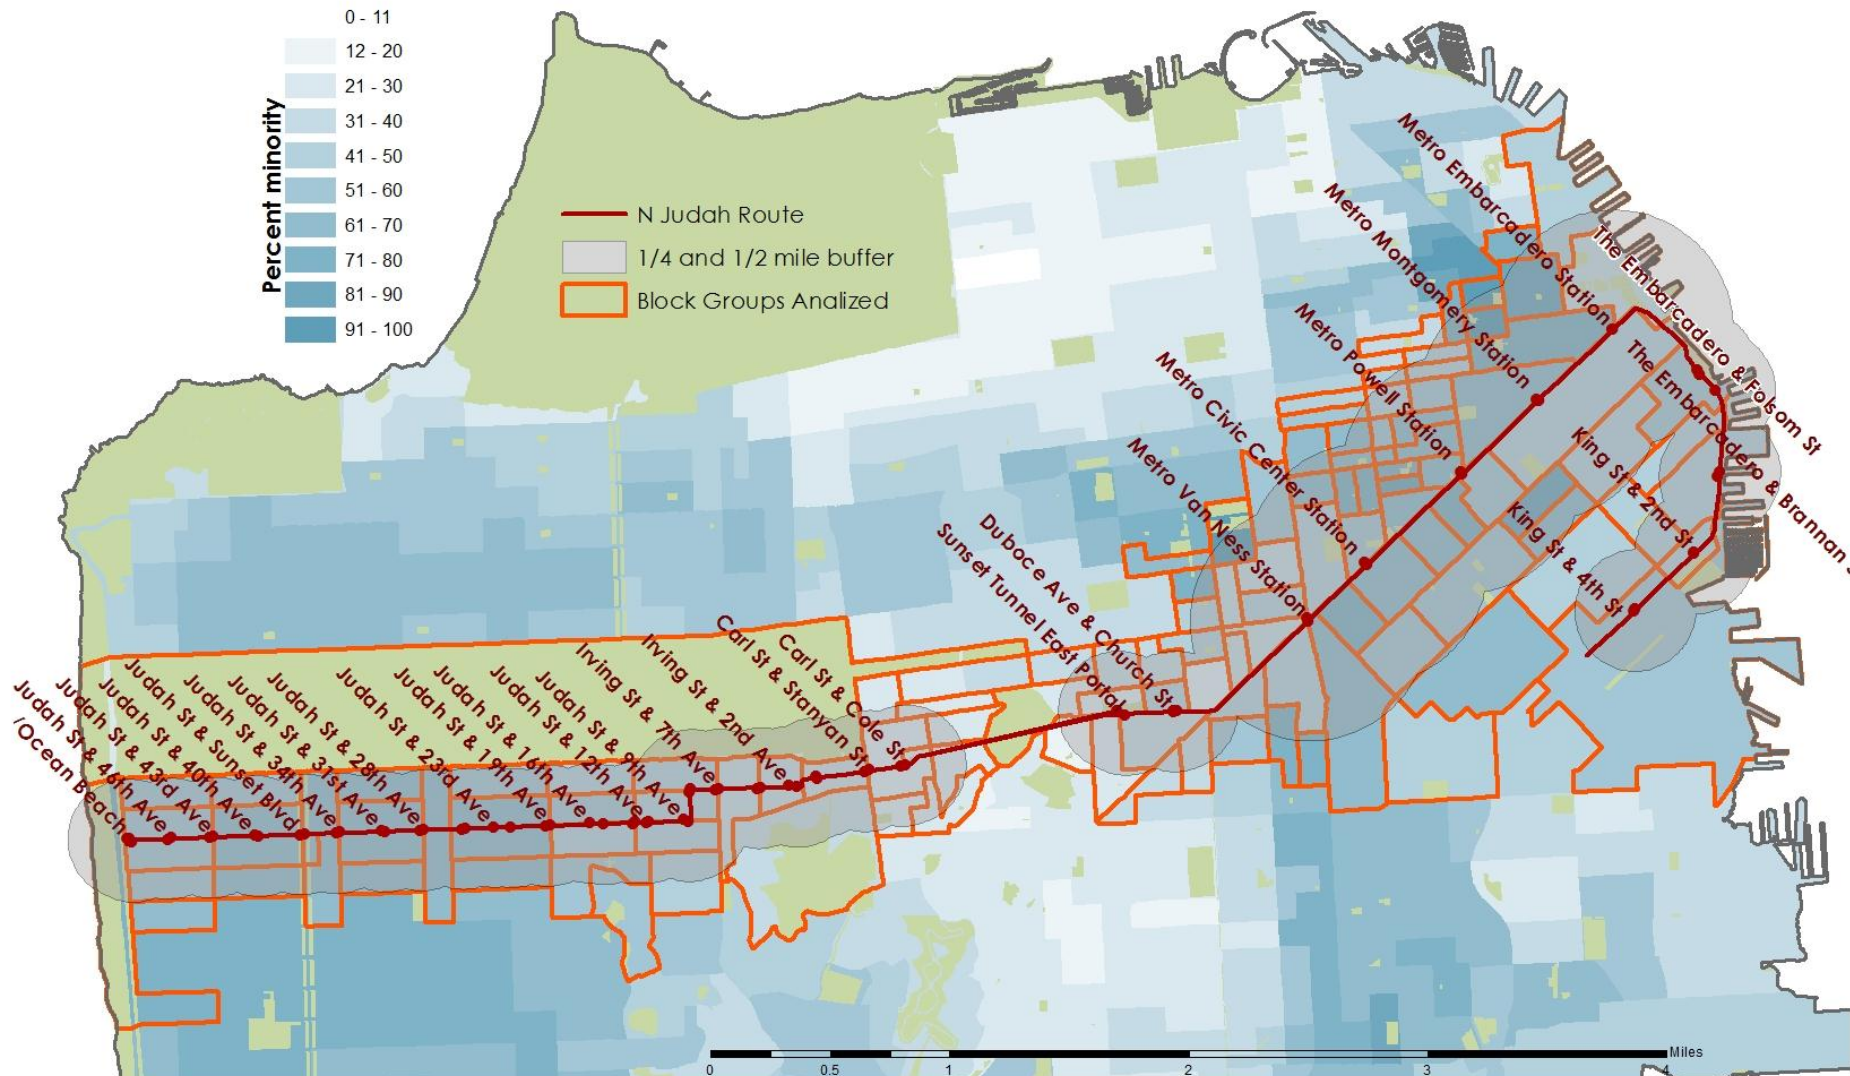 Percent minority
0 - 11
12 - 20
21 - 30
31 - 40
41 - 50
51 - 60
61 - 70
71 - 80
81 - 90
91 - 100
N Judah Route
1/4 and 1/2 mile buffer
Block Groups Analized
Judah St & 46th Ave
/Ocean Beach
Judah St & 43rd Ave
Judah St & 40th Ave
Judah St & Sunset Blvd
Judah St & 34th Ave
Judah St & 31st Ave
Judah St & 28th Ave
Judah St & 23rd Ave
Judah St & 19th Ave
Judah St & 16th Ave
Judah St & 12th Ave
Judah St & 9th Ave
Irving St & 7th Ave
Irving St & 2nd Ave
Carl St & Stanyan St
Carl St & Cole St
Sunset Tunnel East Portal
Duboce Ave & Church St
Metro Van Ness Station
Metro Civic Center Station
Metro Powell Station
Metro Montgomery Station
Metro Embarcadero Station
The Embarcadero & Folsom St
The Embarcadero & Brannan S
King St & 2nd St
King St & 4th St
0 0.5 1 2 3 4 Miles